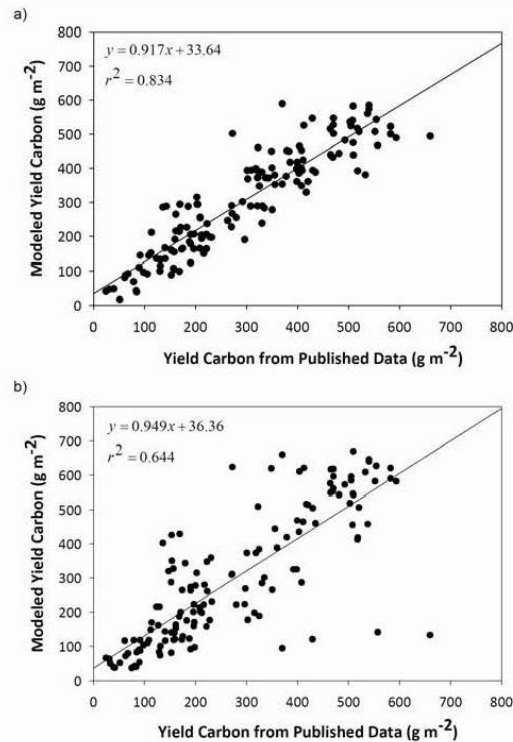 a)
y = 0.917x + 33.64
r² = 0.834
800
700
600
500
400
300
200
100
0
Modeled Yield Carbon (g m⁻²)
0 100 200 300 400 500 600 700 800
Yield Carbon from Published Data (g m⁻²)
b)
y = 0.949x + 36.36
r² = 0.644
800
700
600
500
400
300
200
100
0
Modeled Yield Carbon (g m⁻²)
0 100 200 300 400 500 600 700 800
Yield Carbon from Published Data (g m⁻²)